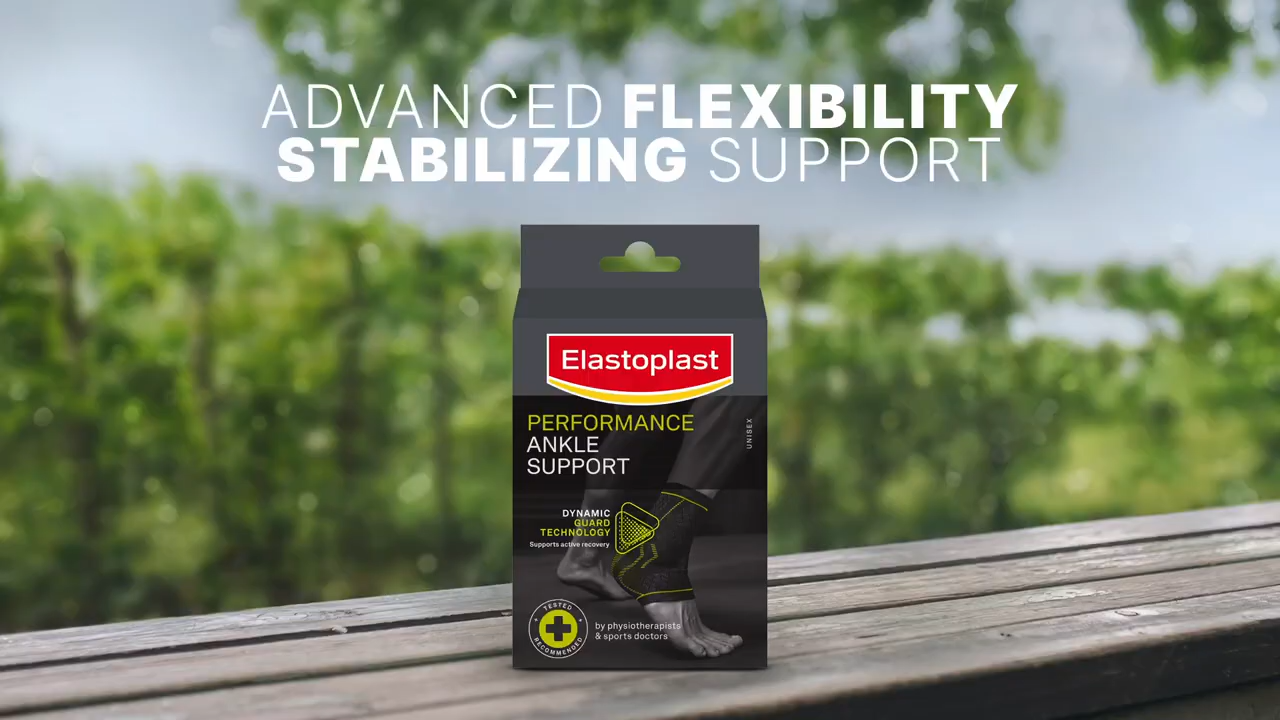 ADVANCED FLEXIBILITY
STABILIZING SUPPORT
Elastoplast
PERFORMANCE
ANKLE
SUPPORT
UNISEX
DYNAMIC
GUARD
TECHNOLOGY
Supports active recovery
TESTED
RECOMMENDED
by physiotherapists
& sports doctors